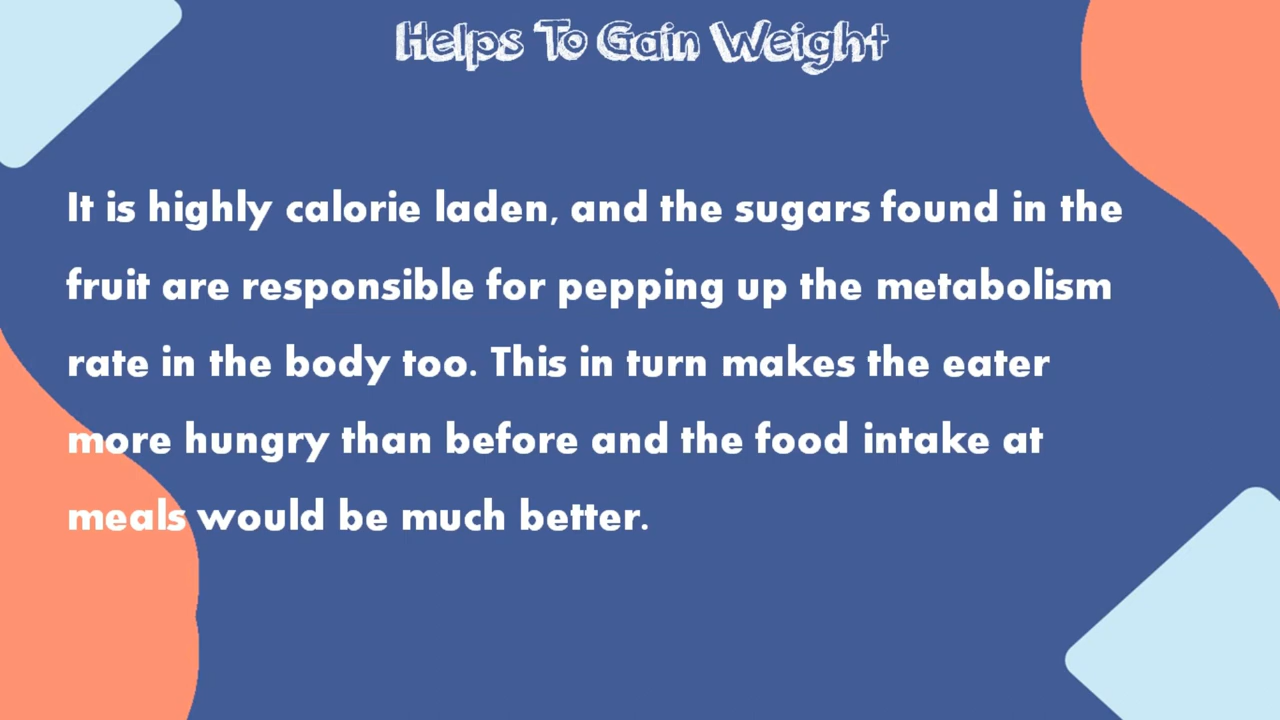 Helps To Gain Weight
It is highly calorie laden, and the sugars found in the
fruit are responsible for pepping up the metabolism
rate in the body too. This in turn makes the eater
more hungry than before and the food intake at
meals would be much better.